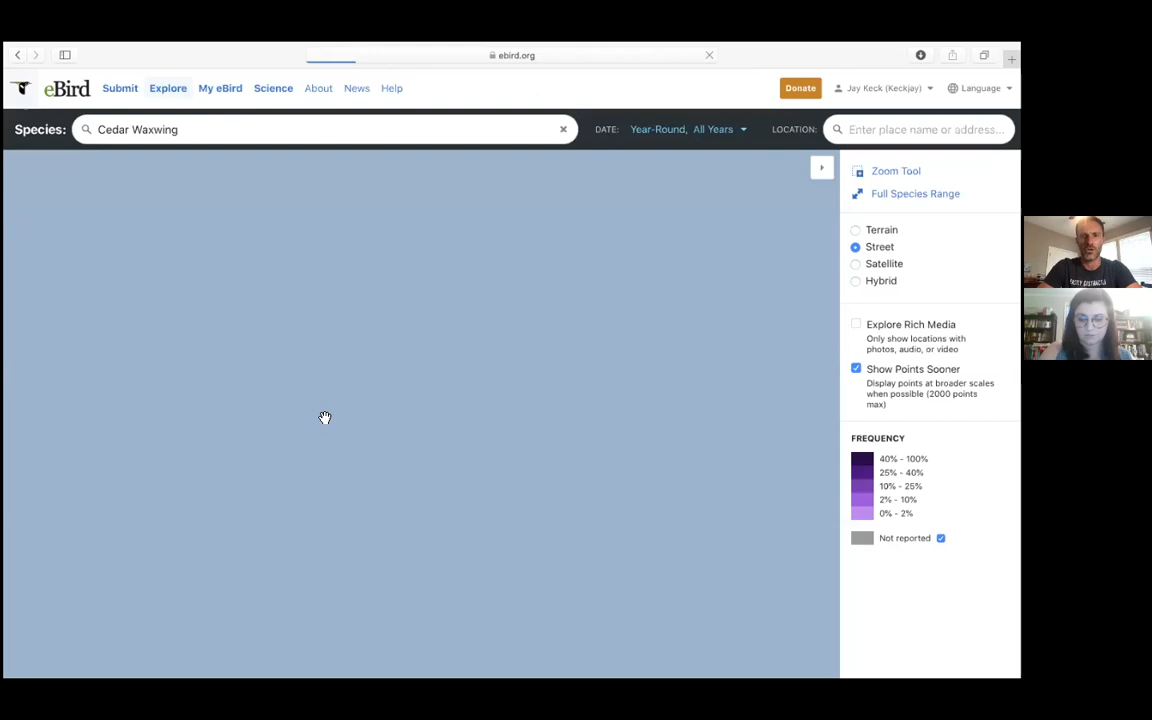 ebird.org
eBird Submit Explore My eBird Science About News Help Donate Jay Keck (Keckjay) Language
Species: Cedar Waxwing DATE: Year-Round, All Years LOCATION: Enter place name or address...
Zoom Tool
Full Species Range
Terrain
Street
Satellite
Hybrid
Explore Rich Media
Only show locations with
photos, audio, or video
Show Points Sooner
Display points at broader scales
when possible (2000 points
max)
FREQUENCY
40% - 100%
25% - 40%
10% - 25%
2% - 10%
0% - 2%
Not reported